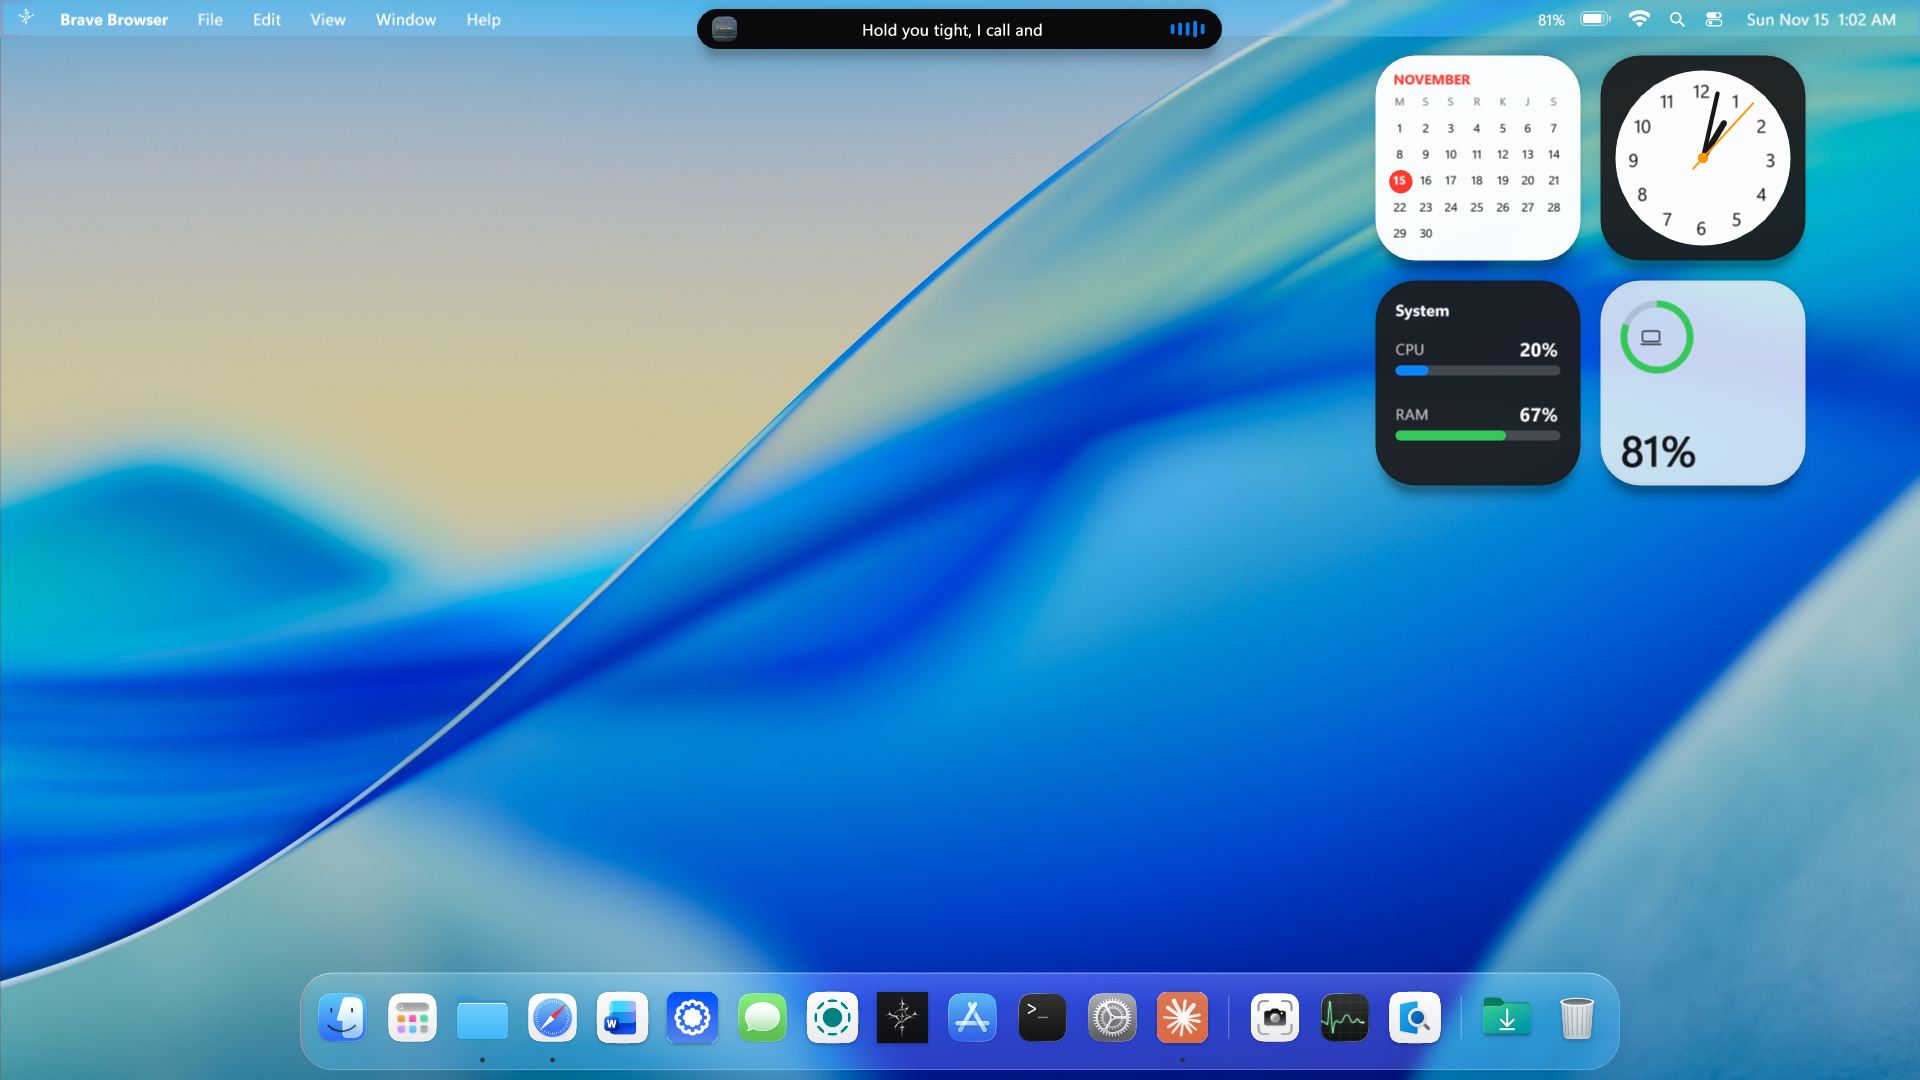 Brave Browser File Edit View Window Help
Hold you tight, I call and
81% Sun Nov 15 1:02 AM
NOVEMBER
M S S R K J S
1 2 3 4 5 6 7
8 9 10 11 12 13 14
15 16 17 18 19 20 21
22 23 24 25 26 27 28
29 30
12 1 2 3 4 5 6 7 8 9 10 11
System
CPU 20%
RAM 67%
81%
W
>_